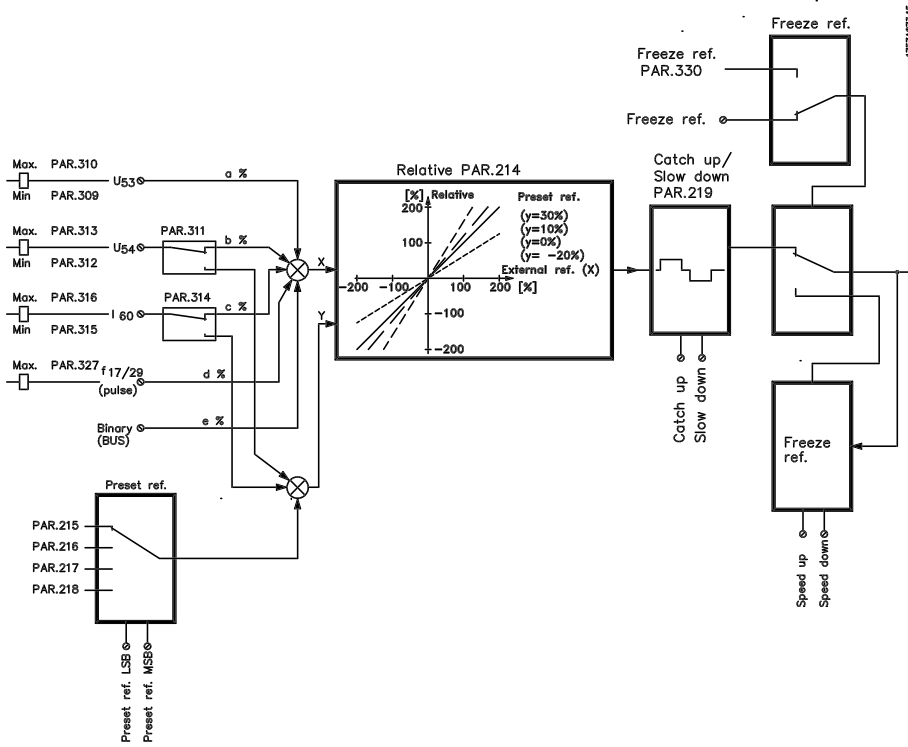 Freeze ref.
Freeze ref.
PAR.330
Freeze ref.
Max. PAR.310
U53
Min PAR.309
a %
Max. PAR.313
U54
Min PAR.312
PAR.311
b %
Max. PAR.316
I 60
Min PAR.315
PAR.314
c %
Max. PAR.327
f 17/29
(pulse)
d %
Binary
(BUS)
e %
X
Y
Relative PAR.214
[%] Relative
200
100
-200
-100
100
200
[%]
-100
-200
Preset ref.
(y=30%)
(y=10%)
(y=0%)
(y= -20%)
External ref. (X)
Catch up/
Slow down
PAR.219
Catch up
Slow down
Freeze
ref.
Speed up
Speed down
Preset ref.
PAR.215
PAR.216
PAR.217
PAR.218
Preset ref. LSB
Preset ref. MSB